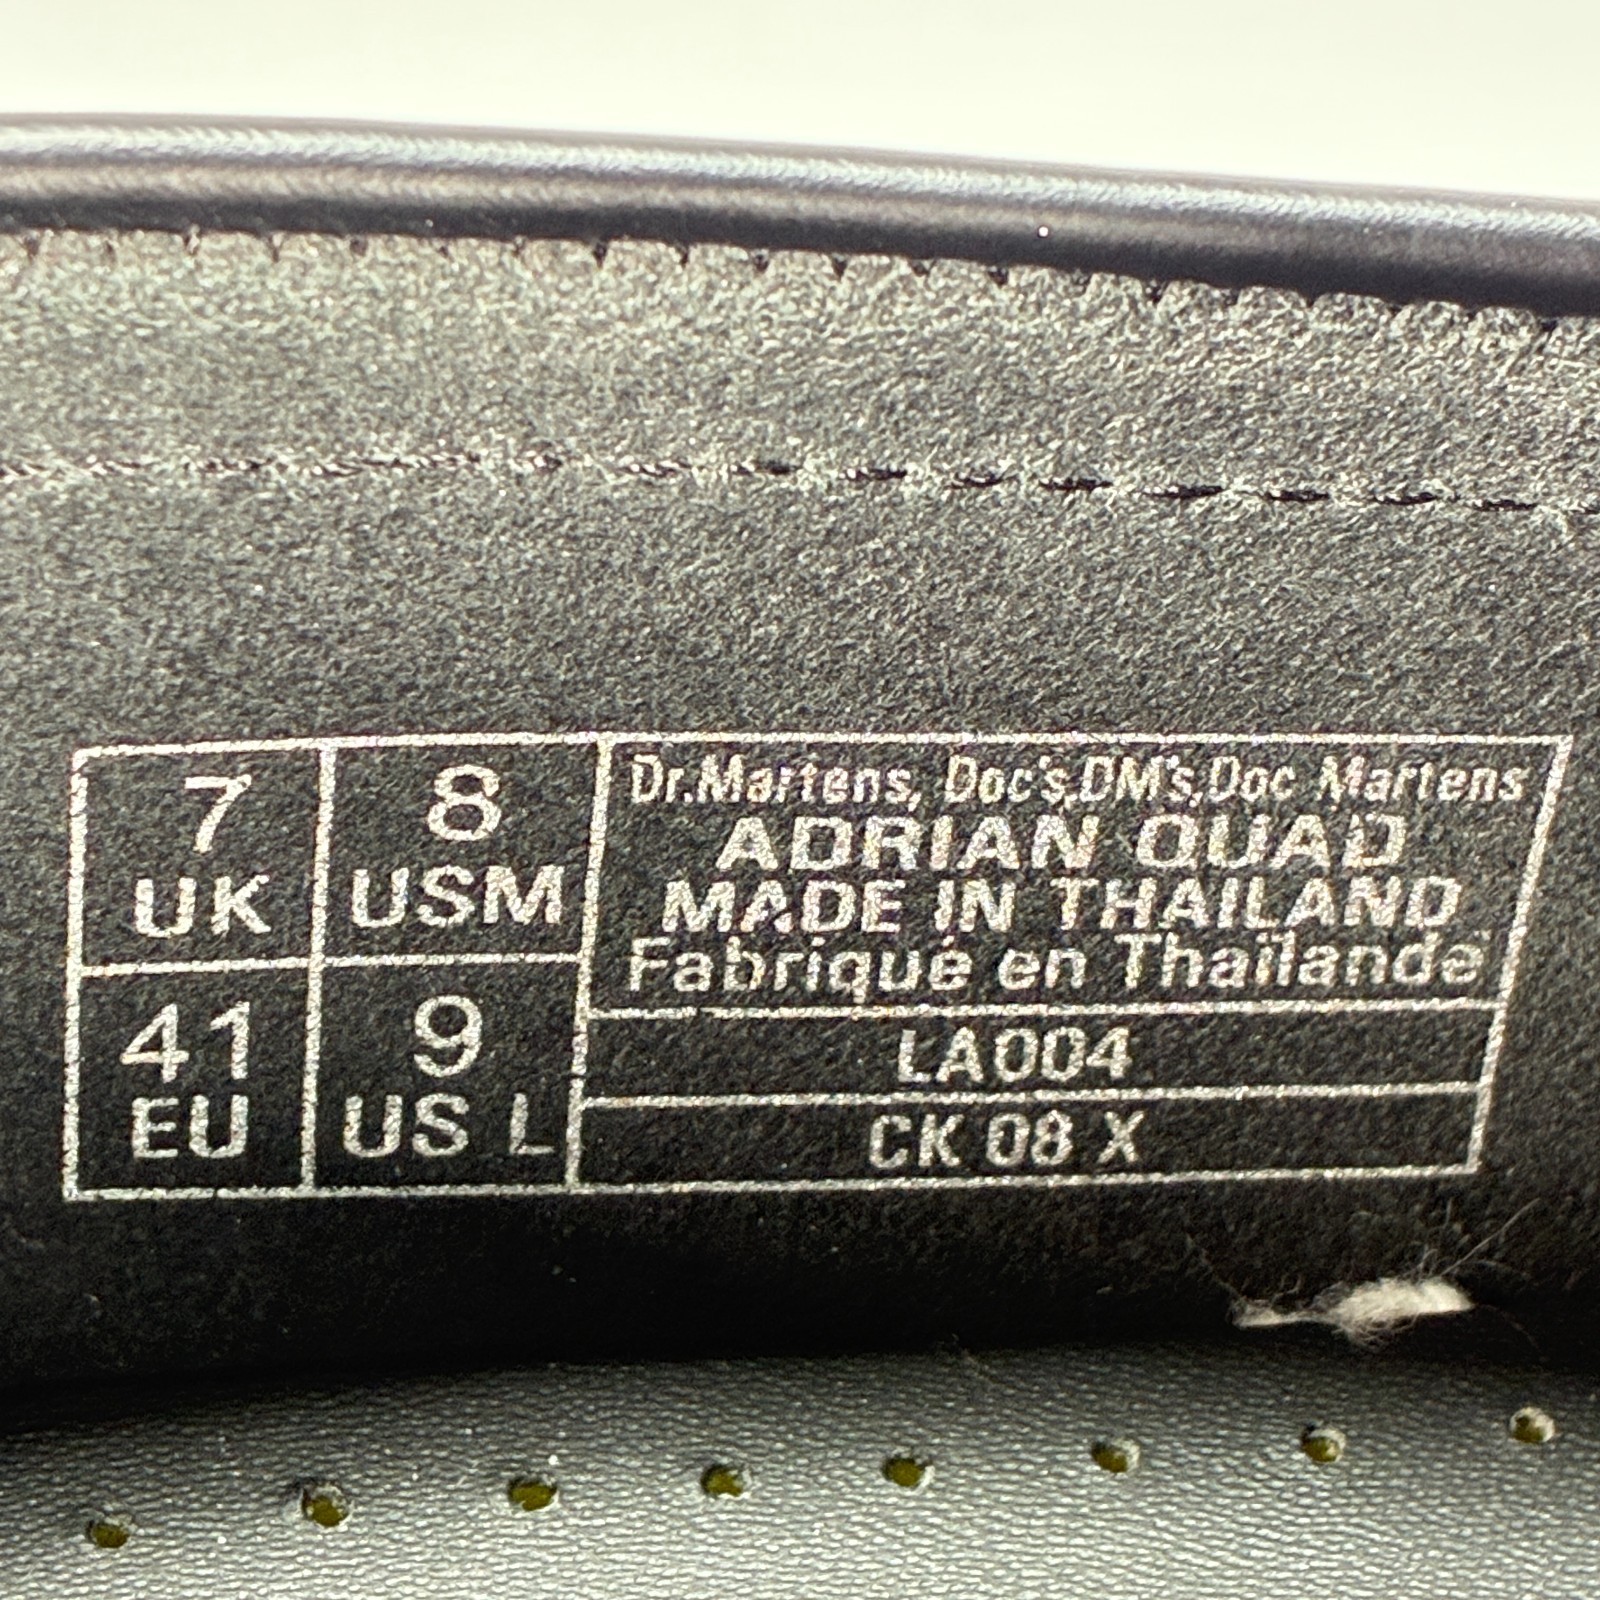 7
UK
8
USM
41
EU
9
US L
Dr.Martens, Doc's,DM's,Doc Martens
ADRIAN QUAD
MADE IN THAILAND
Fabriqué en Thaïlande
LA004
CK 08 X